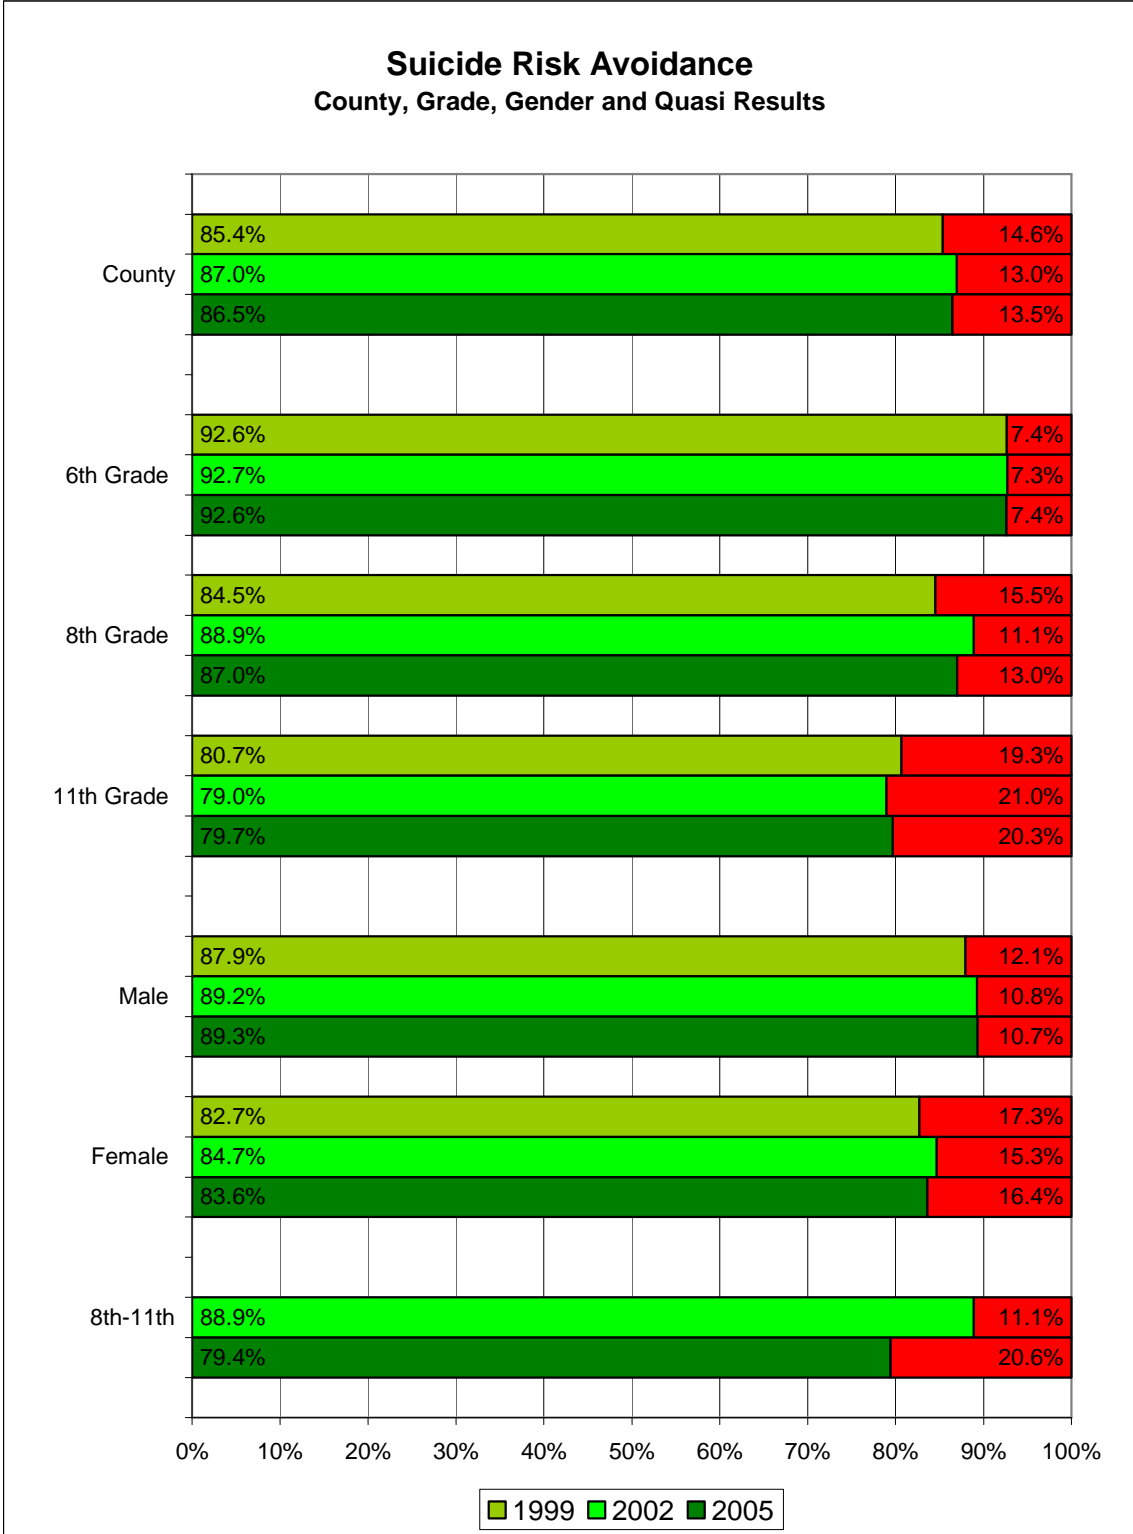 Suicide Risk Avoidance
County, Grade, Gender and Quasi Results
85.4% 14.6%
County 87.0% 13.0%
86.5% 13.5%
92.6% 7.4%
6th Grade 92.7% 7.3%
92.6% 7.4%
84.5% 15.5%
8th Grade 88.9% 11.1%
87.0% 13.0%
80.7% 19.3%
11th Grade 79.0% 21.0%
79.7% 20.3%
87.9% 12.1%
Male 89.2% 10.8%
89.3% 10.7%
82.7% 17.3%
Female 84.7% 15.3%
83.6% 16.4%
8th-11th 88.9% 11.1%
79.4% 20.6%
0% 10% 20% 30% 40% 50% 60% 70% 80% 90% 100%
1999 2002 2005